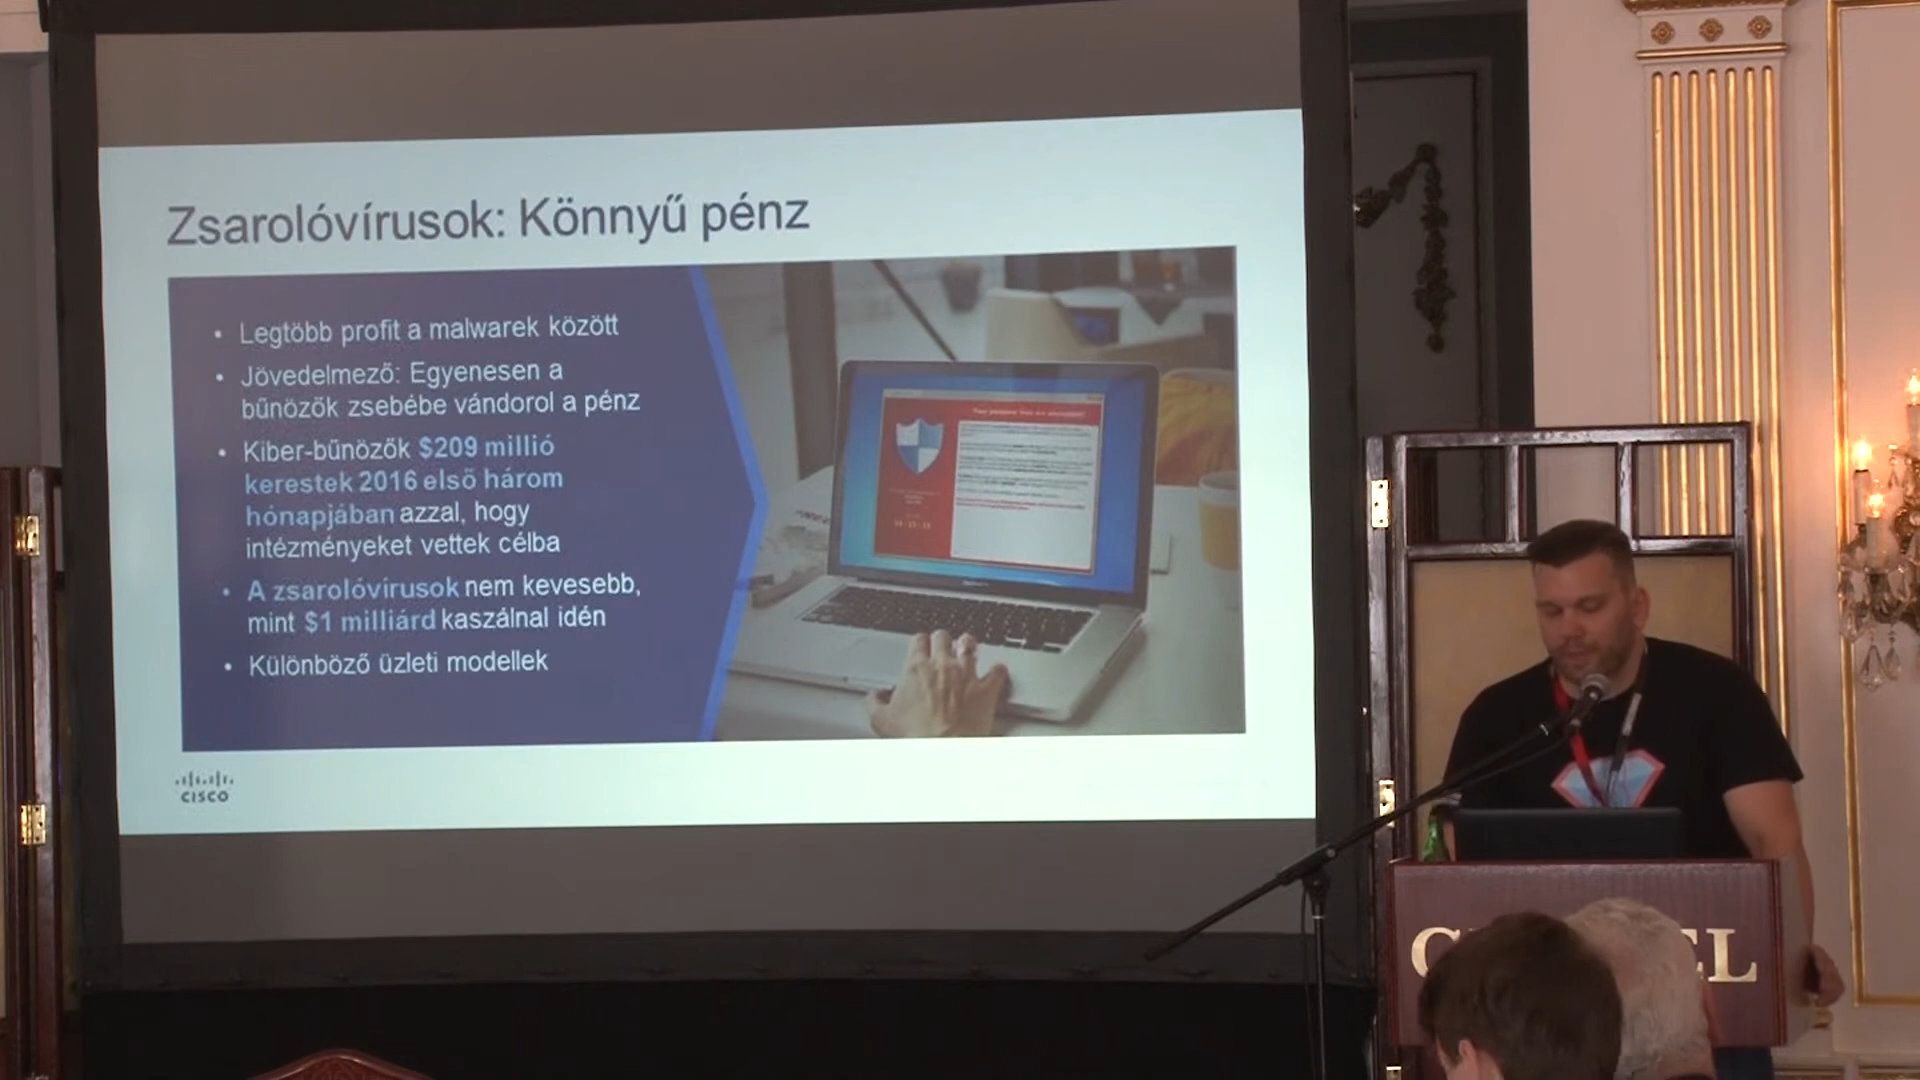 Zsarolóvírusok: Könnyű pénz
• Legtöbb profit a malwarek között
• Jövedelmező: Egyenesen a
bűnözők zsebébe vándorol a pénz
• Kiber-bűnözők $209 millió
kerestek 2016 első három
hónapjában azzal, hogy
intézményeket vettek célba
• A zsarolóvírusok nem kevesebb,
mint $1 milliárd kaszálnal idén
• Különböző üzleti modellek
CISCO